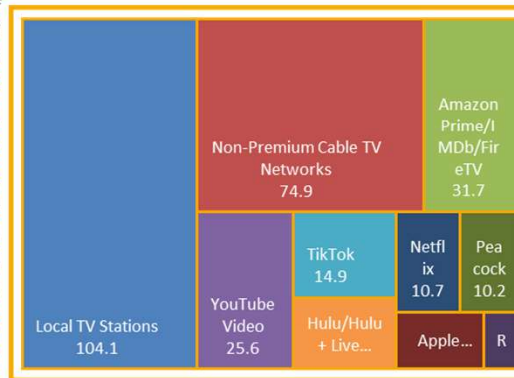 Local TV Stations
104.1
Non-Premium Cable TV
Networks
74.9
Amazon
Prime/I
MDb/Fir
eTV
31.7
YouTube
Video
25.6
TikTok
14.9
Hulu/Hulu
+ Live...
Netfl
ix
10.7
Pea
cock
10.2
Apple...
R